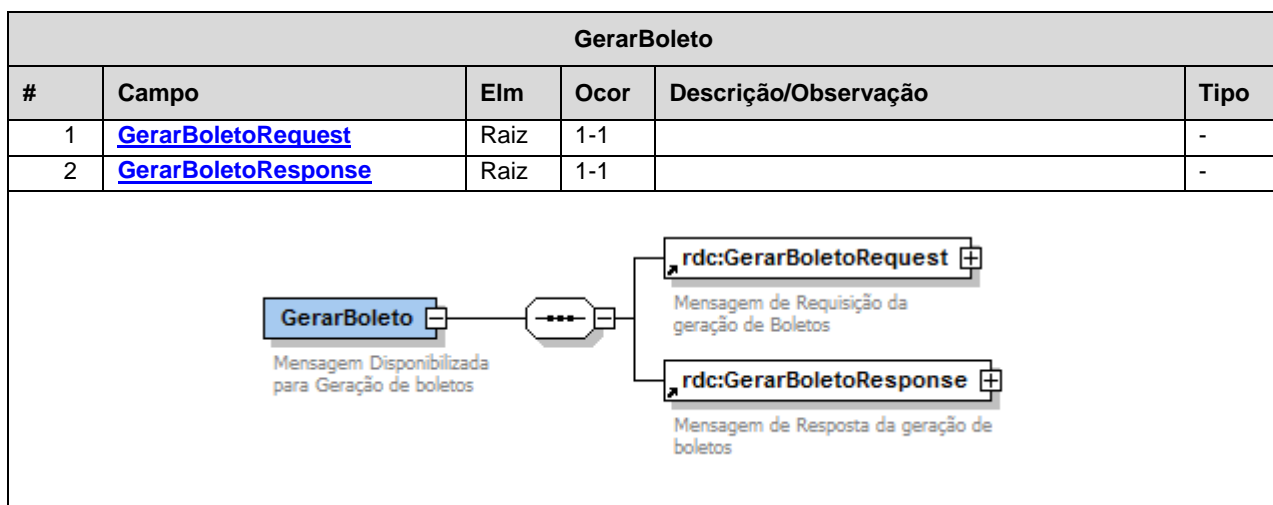 GerarBoleto
# Campo Elm Ocor Descrição/Observação Tipo
1 GerarBoletoRequest Raiz 1-1 -
2 GerarBoletoResponse Raiz 1-1 -
rdc:GerarBoletoRequest
Mensagem de Requisição da
geração de Boletos
GerarBoleto
Mensagem Disponibilizada
para Geração de boletos
rdc:GerarBoletoResponse
Mensagem de Resposta da geração de
boletos